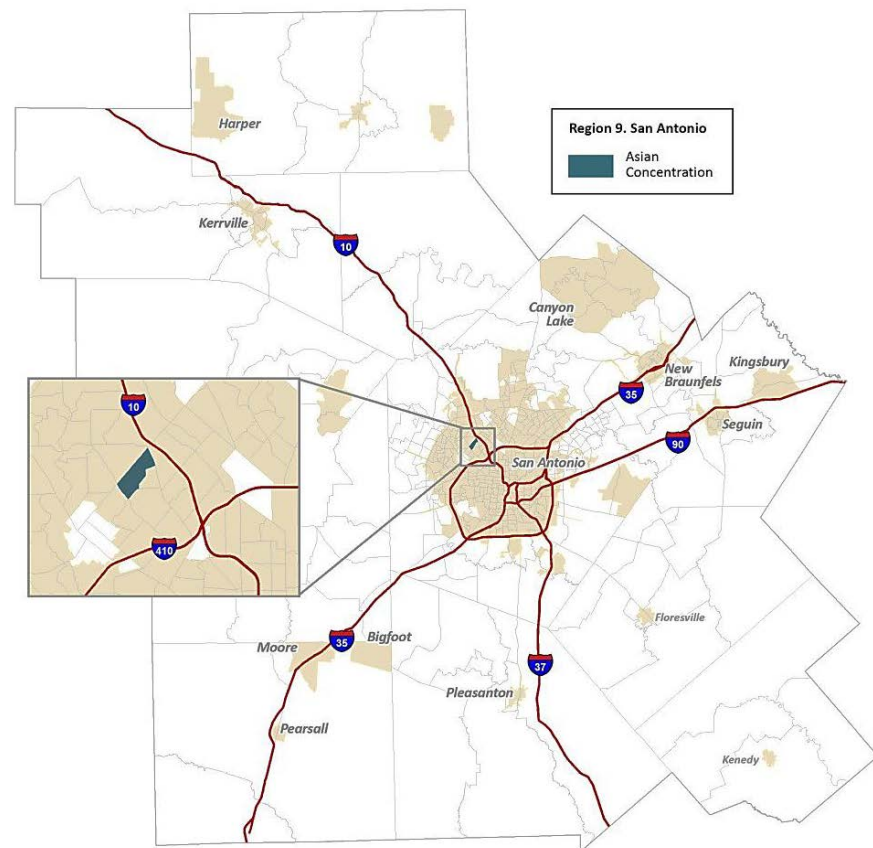 Harper
Region 9. San Antonio
Asian
Concentration
Kerrville
10
Canyon
Lake
New
Braunfels
Kingsbury
35
Seguin
90
10
San Antonio
410
Floresville
Moore
35
Bigfoot
37
Pleasanton
Pearsall
Kenedy